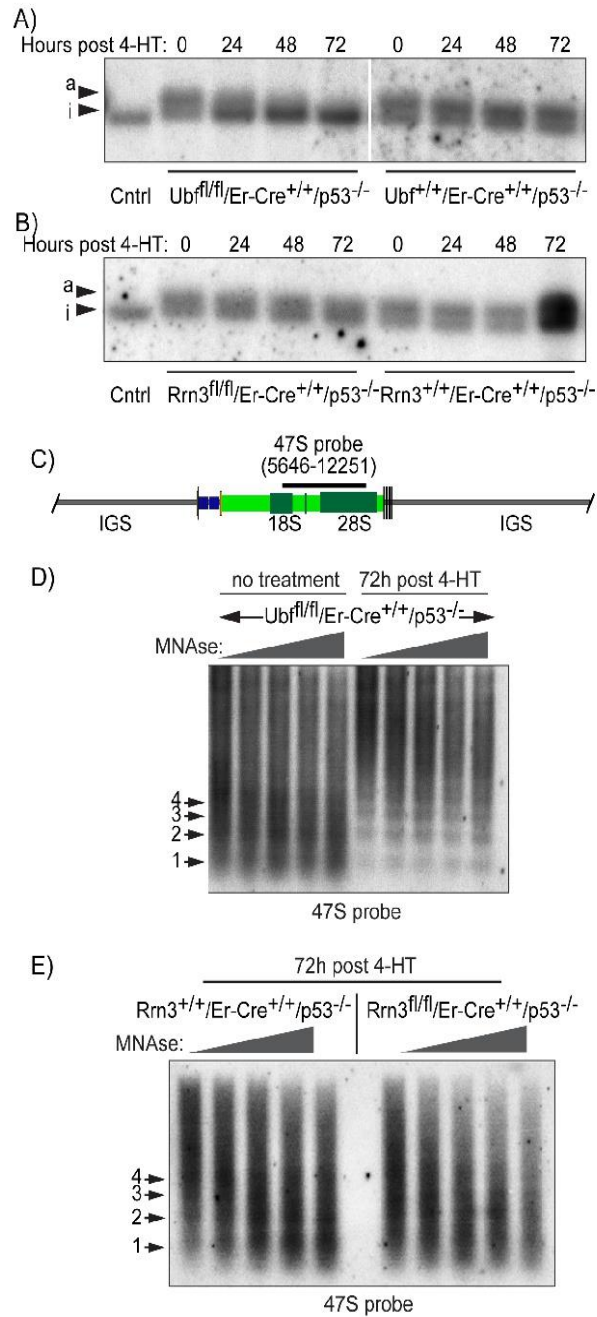 A)
Hours post 4-HT: 0 24 48 72 0 24 48 72
a
i
Cntrl Ubf^fl/fl/Er-Cre^+/+/p53^-/- Ubf^+/+/Er-Cre^+/+/p53^-/-
B)
Hours post 4-HT: 0 24 48 72 0 24 48 72
a
i
Cntrl Rrn3^fl/fl/Er-Cre^+/+/p53^-/- Rrn3^+/+/Er-Cre^+/+/p53^-/-
C)
47S probe
(5646-12251)
IGS 18S 28S IGS
D)
no treatment 72h post 4-HT
Ubf^fl/fl/Er-Cre^+/+/p53^-/-
MNAse:
4
3
2
1
47S probe
E)
72h post 4-HT
Rrn3^+/+/Er-Cre^+/+/p53^-/- Rrn3^fl/fl/Er-Cre^+/+/p53^-/-
MNAse:
4
3
2
1
47S probe